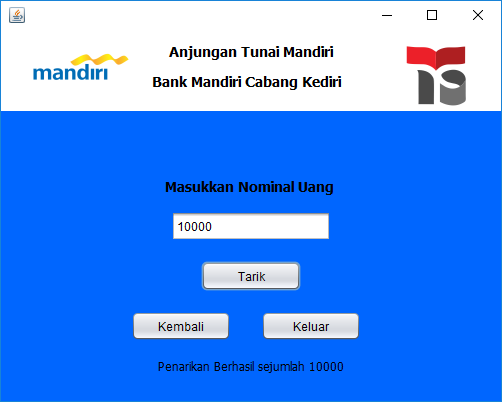 Anjungan Tunai Mandiri
mandiri
Bank Mandiri Cabang Kediri
Masukkan Nominal Uang
10000
Tarik
Kembali
Keluar
Penarikan Berhasil sejumlah 10000